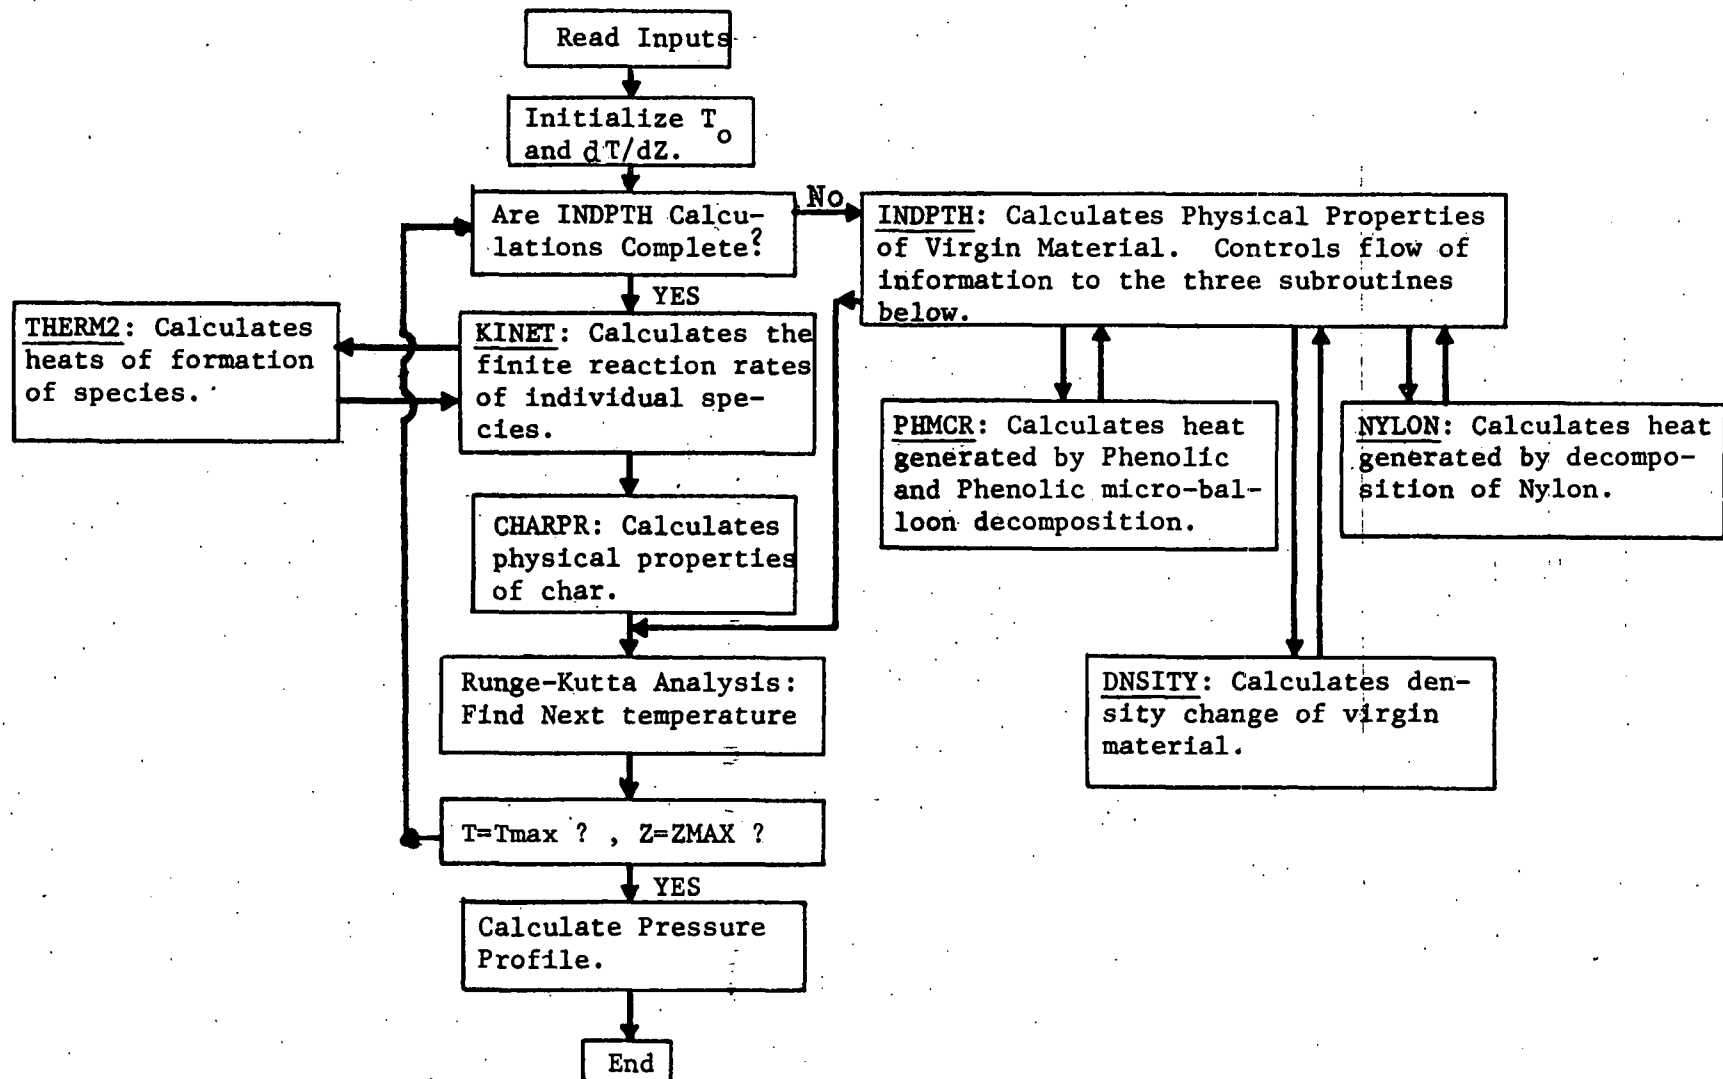 Read Inputs
Initialize To
and dT/dZ.
Are INDPTH Calcu-
lations Complete?
No
YES
INDPTH: Calculates Physical Properties
of Virgin Material. Controls flow of
information to the three subroutines
below.
THERM2: Calculates
heats of formation
of species.
KINET: Calculates the
finite reaction rates
of individual spe-
cies.
PHMCR: Calculates heat
generated by Phenolic
and Phenolic micro-bal-
loon decomposition.
NYLON: Calculates heat
generated by decompo-
sition of Nylon.
CHARPR: Calculates
physical properties
of char.
DNSITY: Calculates den-
sity change of virgin
material.
Runge-Kutta Analysis:
Find Next temperature
T=Tmax ? , Z=ZMAX ?
YES
Calculate Pressure
Profile.
End